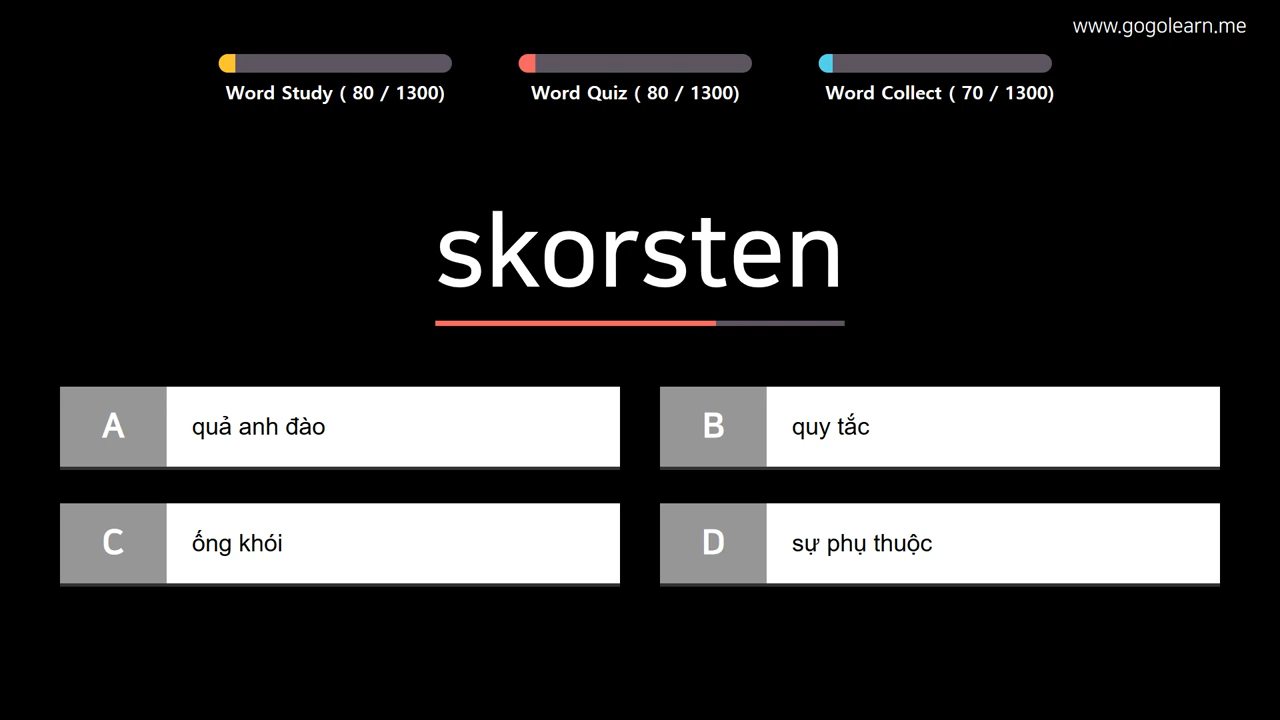 www.gogolearn.me
Word Study ( 80 / 1300)
Word Quiz ( 80 / 1300)
Word Collect ( 70 / 1300)
skorsten
A quả anh đào
B quy tắc
C ống khói
D sự phụ thuộc